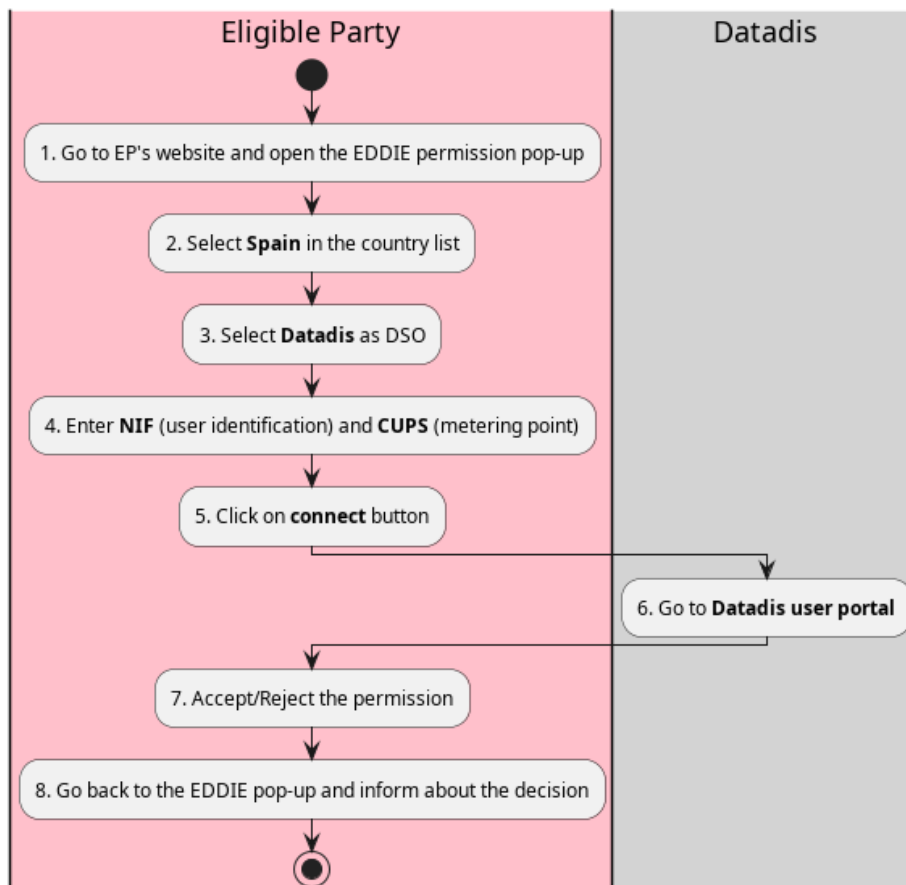 Eligible Party
Datadis
1. Go to EP's website and open the EDDIE permission pop-up
2. Select Spain in the country list
3. Select Datadis as DSO
4. Enter NIF (user identification) and CUPS (metering point)
5. Click on connect button
6. Go to Datadis user portal
7. Accept/Reject the permission
8. Go back to the EDDIE pop-up and inform about the decision